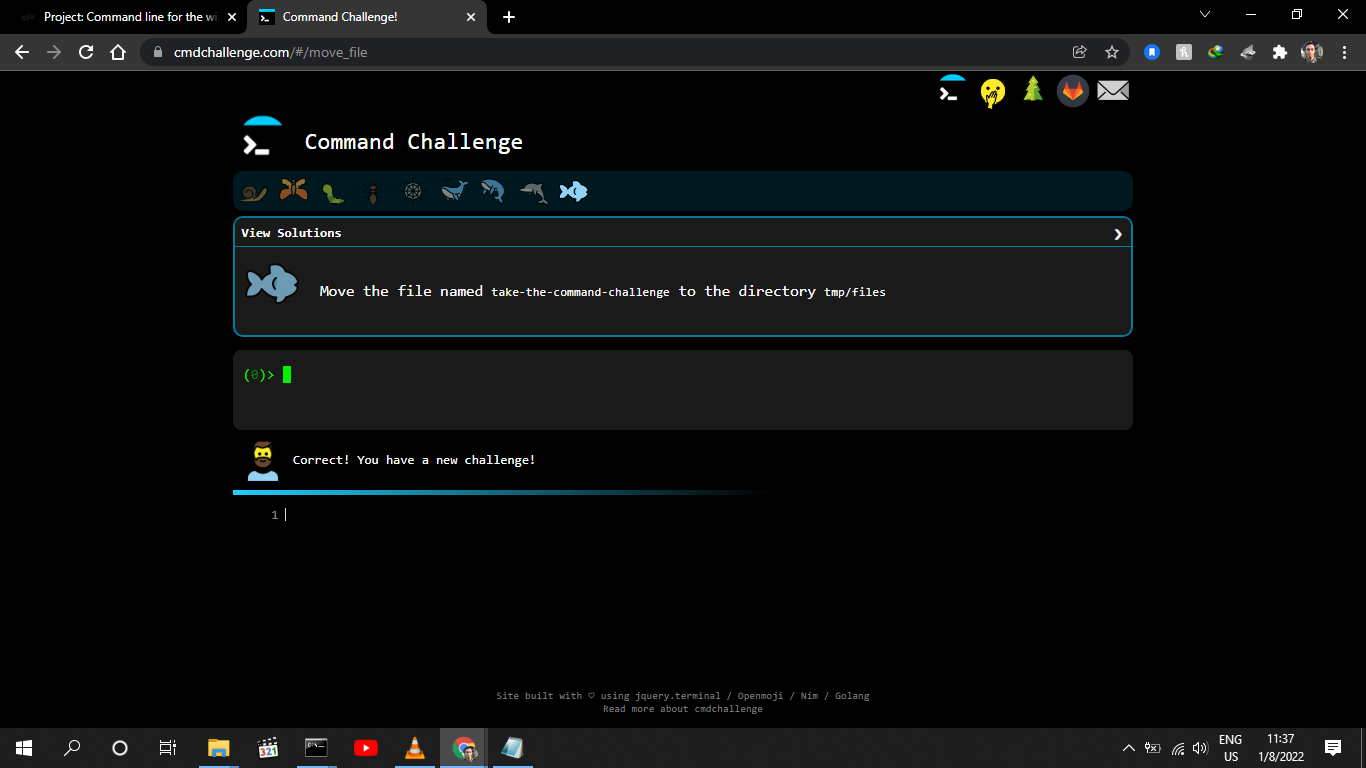 Project: Command line for the wi
Command Challenge!
cmdchallenge.com/#/move_file
Command Challenge
View Solutions
Move the file named take-the-command-challenge to the directory tmp/files
(0)>
Correct! You have a new challenge!
1
Site built with ♡ using jquery.terminal / Openmoji / Nim / Golang
Read more about cmdchallenge
321
ENG
US
11:37
1/8/2022